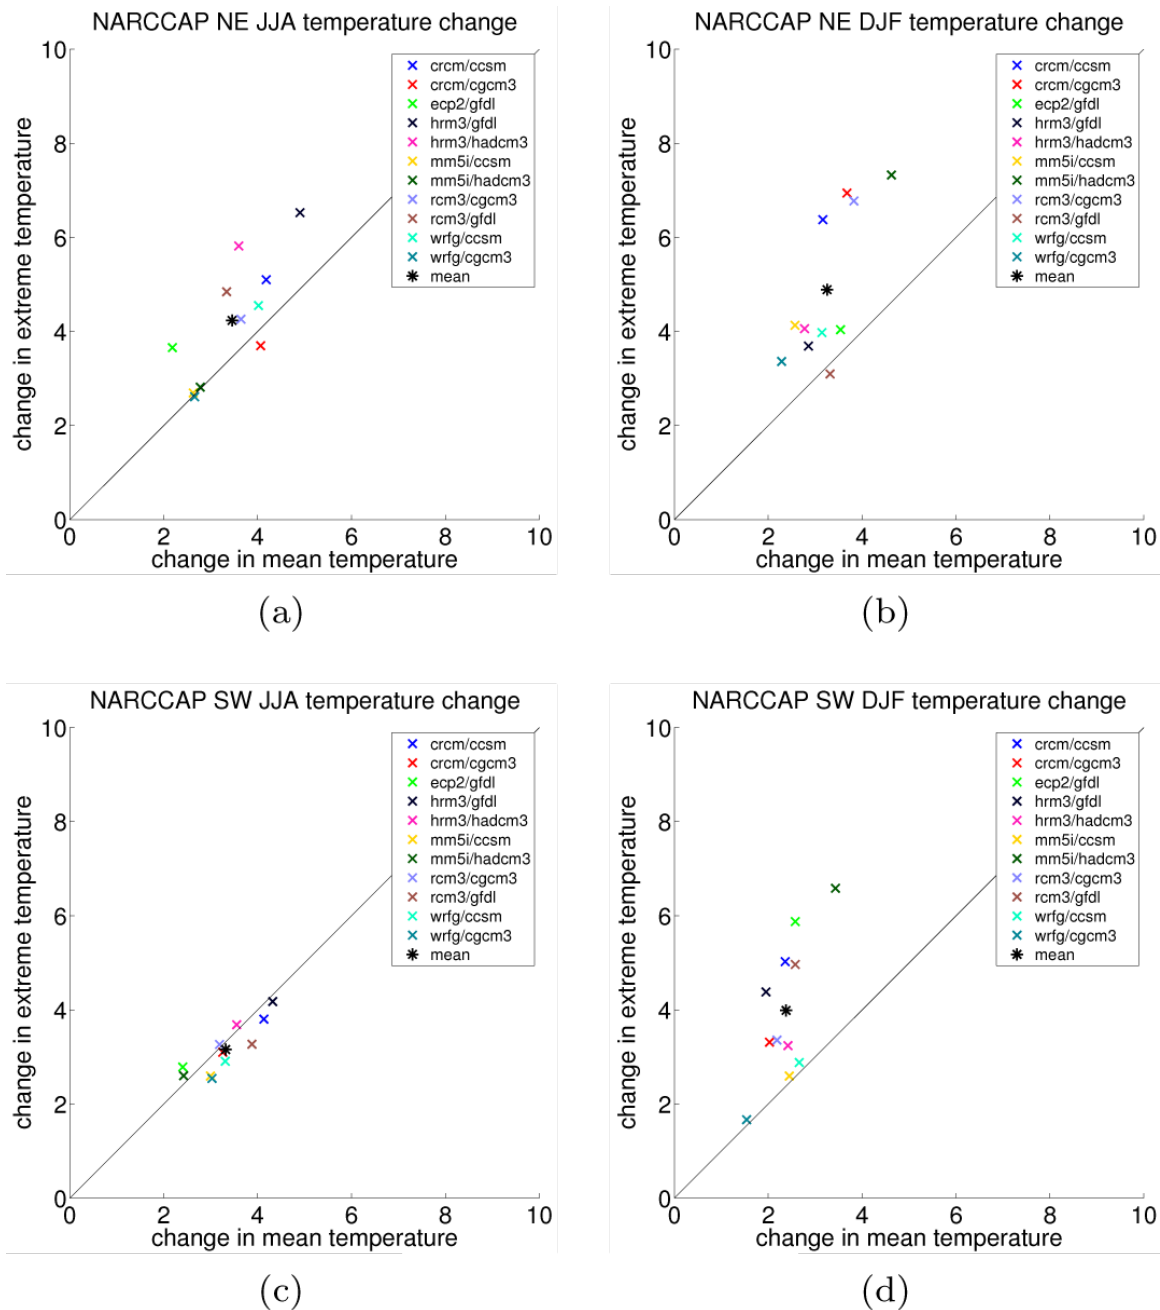 NARCCAP NE JJA temperature change
change in extreme temperature
10
8
6
4
2
0
0 2 4 6 8 10
change in mean temperature
crcm/ccsm
crcm/cgcm3
ecp2/gfdl
hrm3/gfdl
hrm3/hadcm3
mm5i/ccsm
mm5i/hadcm3
rcm3/cgcm3
rcm3/gfdl
wrfg/ccsm
wrfg/cgcm3
mean
(a)
NARCCAP NE DJF temperature change
change in extreme temperature
10
8
6
4
2
0
0 2 4 6 8 10
change in mean temperature
crcm/ccsm
crcm/cgcm3
ecp2/gfdl
hrm3/gfdl
hrm3/hadcm3
mm5i/ccsm
mm5i/hadcm3
rcm3/cgcm3
rcm3/gfdl
wrfg/ccsm
wrfg/cgcm3
mean
(b)
NARCCAP SW JJA temperature change
change in extreme temperature
10
8
6
4
2
0
0 2 4 6 8 10
change in mean temperature
crcm/ccsm
crcm/cgcm3
ecp2/gfdl
hrm3/gfdl
hrm3/hadcm3
mm5i/ccsm
mm5i/hadcm3
rcm3/cgcm3
rcm3/gfdl
wrfg/ccsm
wrfg/cgcm3
mean
(c)
NARCCAP SW DJF temperature change
change in extreme temperature
10
8
6
4
2
0
0 2 4 6 8 10
change in mean temperature
crcm/ccsm
crcm/cgcm3
ecp2/gfdl
hrm3/gfdl
hrm3/hadcm3
mm5i/ccsm
mm5i/hadcm3
rcm3/cgcm3
rcm3/gfdl
wrfg/ccsm
wrfg/cgcm3
mean
(d)